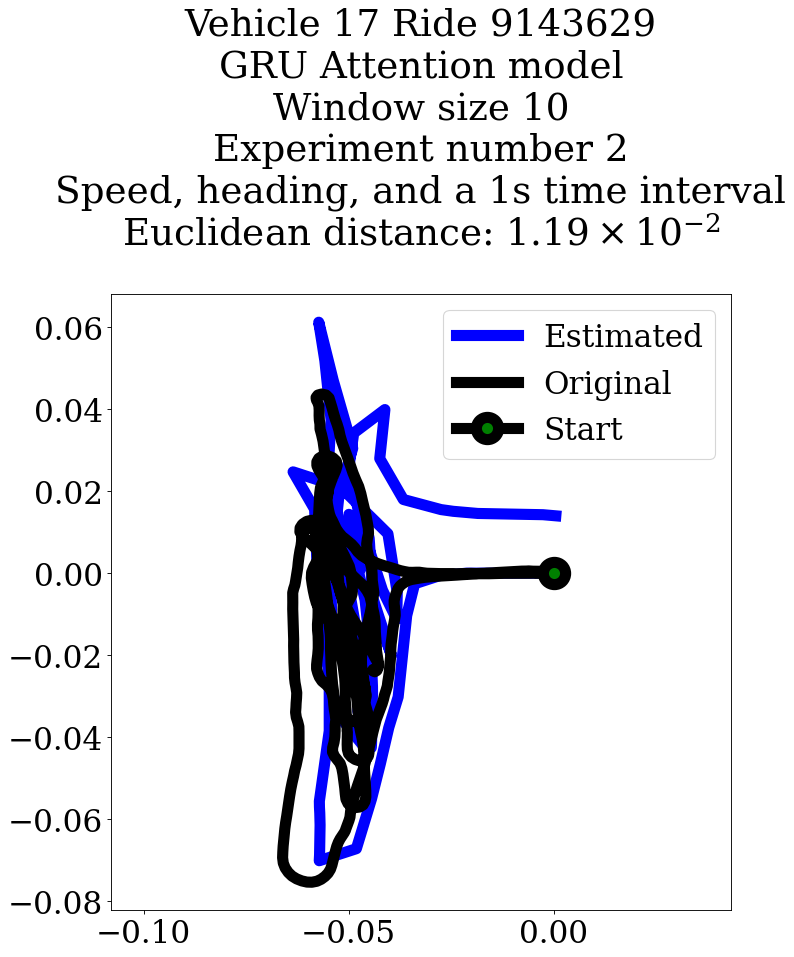 Vehicle 17 Ride 9143629
GRU Attention model
Window size 10
Experiment number 2
Speed, heading, and a 1s time interval
Euclidean distance: 1.19 × 10⁻²
Estimated
Original
Start
0.06
0.04
0.02
0.00
−0.02
−0.04
−0.06
−0.08
−0.10 −0.05 0.00